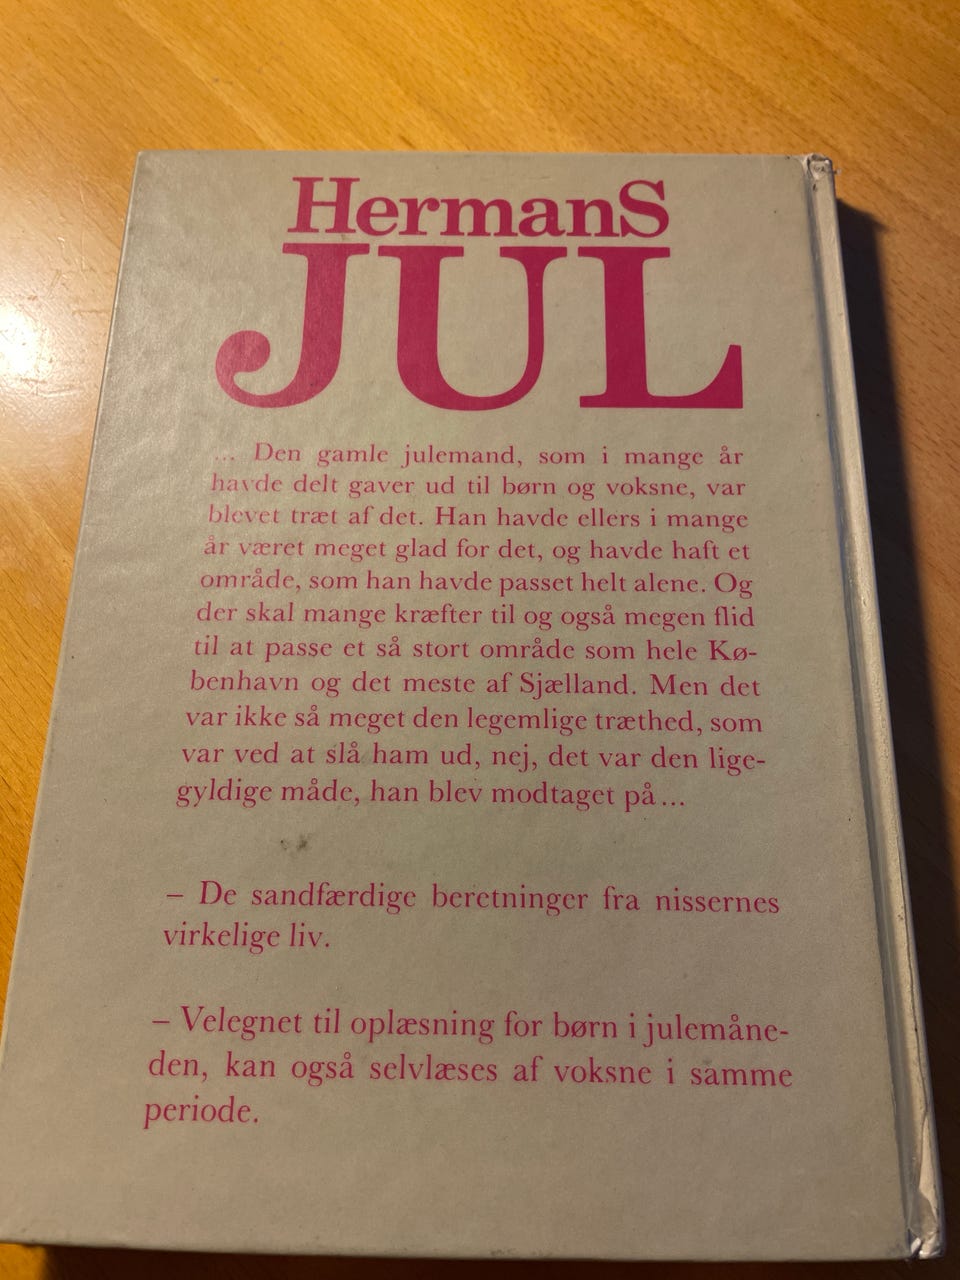 HermanS
JUL
... Den gamle julemand, som i mange år
havde delt gaver ud til børn og voksne, var
blevet træt af det. Han havde ellers i mange
år været meget glad for det, og havde haft et
område, som han havde passet helt alene. Og
der skal mange kræfter til og også megen flid
til at passe et så stort område som hele Kø-
benhavn og det meste af Sjælland. Men det
var ikke så meget den legemlige træthed, som
var ved at slå ham ud, nej, det var den lige-
gyldige måde, han blev modtaget på ...
– De sandfærdige beretninger fra nissernes
virkelige liv.
– Velegnet til oplæsning for børn i julemåne-
den, kan også selvlæses af voksne i samme
periode.